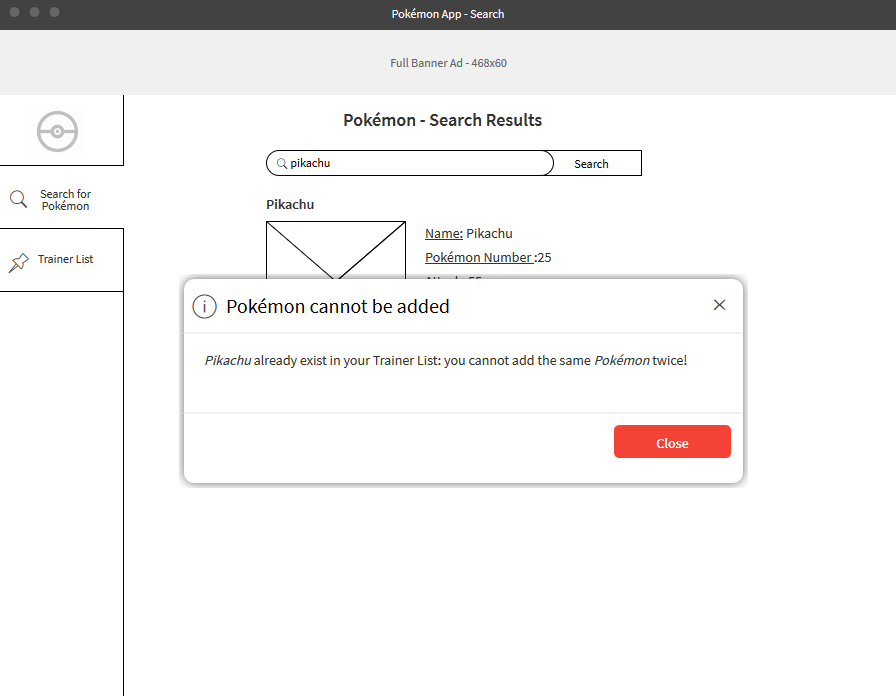 Pokémon App - Search
Full Banner Ad - 468x60
Pokémon - Search Results
pikachu
Search
Search for
Pokémon
Pikachu
Name: Pikachu
Pokémon Number :25
Trainer List
Pokémon cannot be added
Pikachu already exist in your Trainer List: you cannot add the same Pokémon twice!
Close